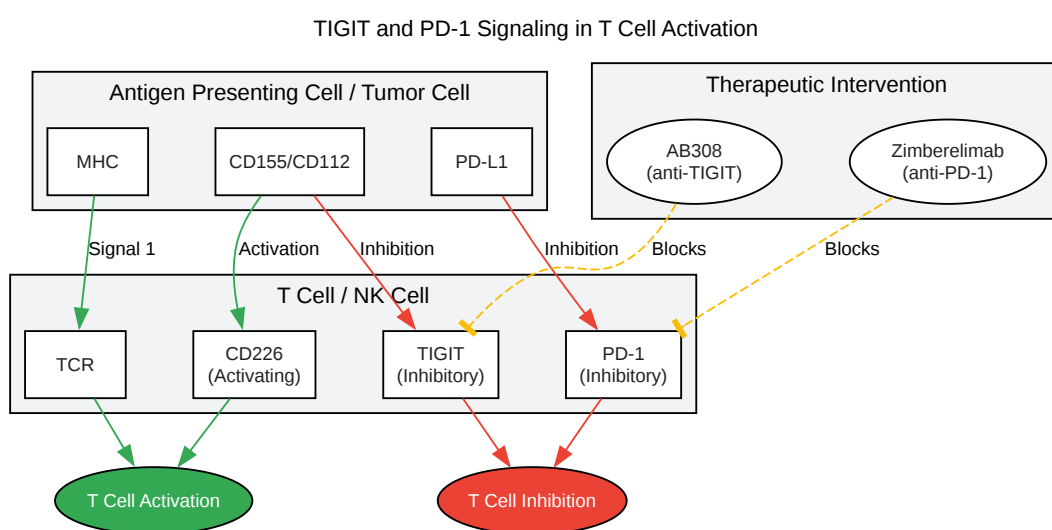 TIGIT and PD-1 Signaling in T Cell Activation
Antigen Presenting Cell / Tumor Cell
Therapeutic Intervention
MHC
CD155/CD112
PD-L1
AB308
(anti-TIGIT)
Zimberelimab
(anti-PD-1)
Signal 1
Activation
Inhibition
Inhibition
Blocks
Blocks
T Cell / NK Cell
TCR
CD226
(Activating)
TIGIT
(Inhibitory)
PD-1
(Inhibitory)
T Cell Activation
T Cell Inhibition